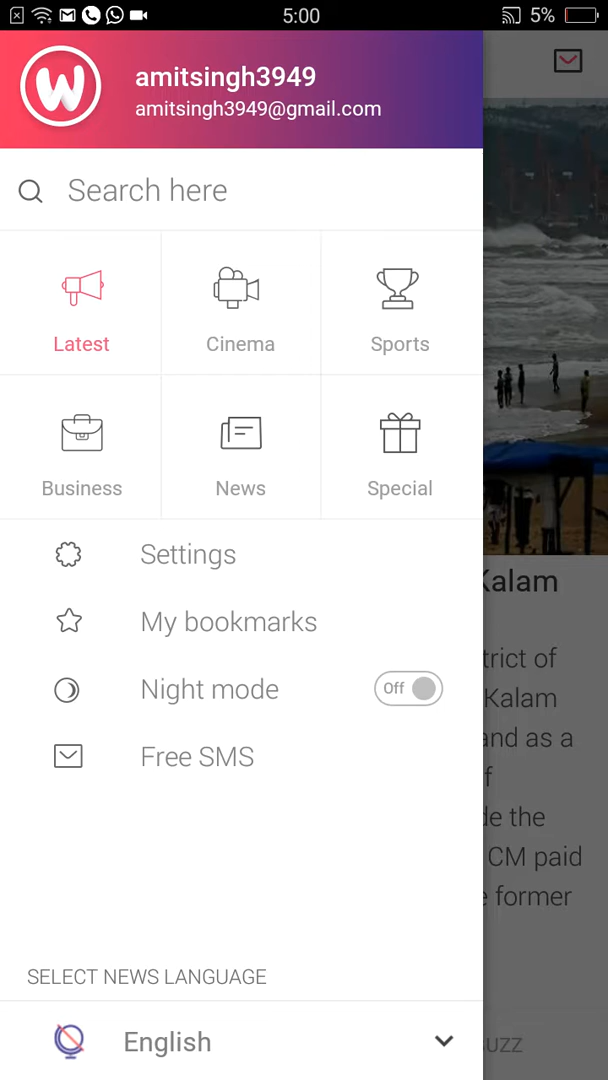 5:00
5%
W
amitsingh3949
amitsingh3949@gmail.com
Search here
Latest
Cinema
Sports
Business
News
Special
Settings
My bookmarks
Night mode
Off
Free SMS
SELECT NEWS LANGUAGE
English
Kalam
trict of
Kalam
and as a
f
de the
CM paid
e former
UZZ